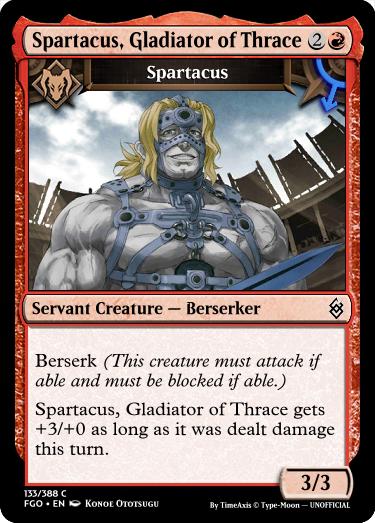 Spartacus, Gladiator of Thrace 2
Spartacus
Servant Creature — Berserker
Berserk (This creature must attack if
able and must be blocked if able.)
Spartacus, Gladiator of Thrace gets
+3/+0 as long as it was dealt damage
this turn.
3/3
133/388 C
FGO • EN Konoe Ototsugu
By TimeAxis © Type-Moon — UNOFFICIAL